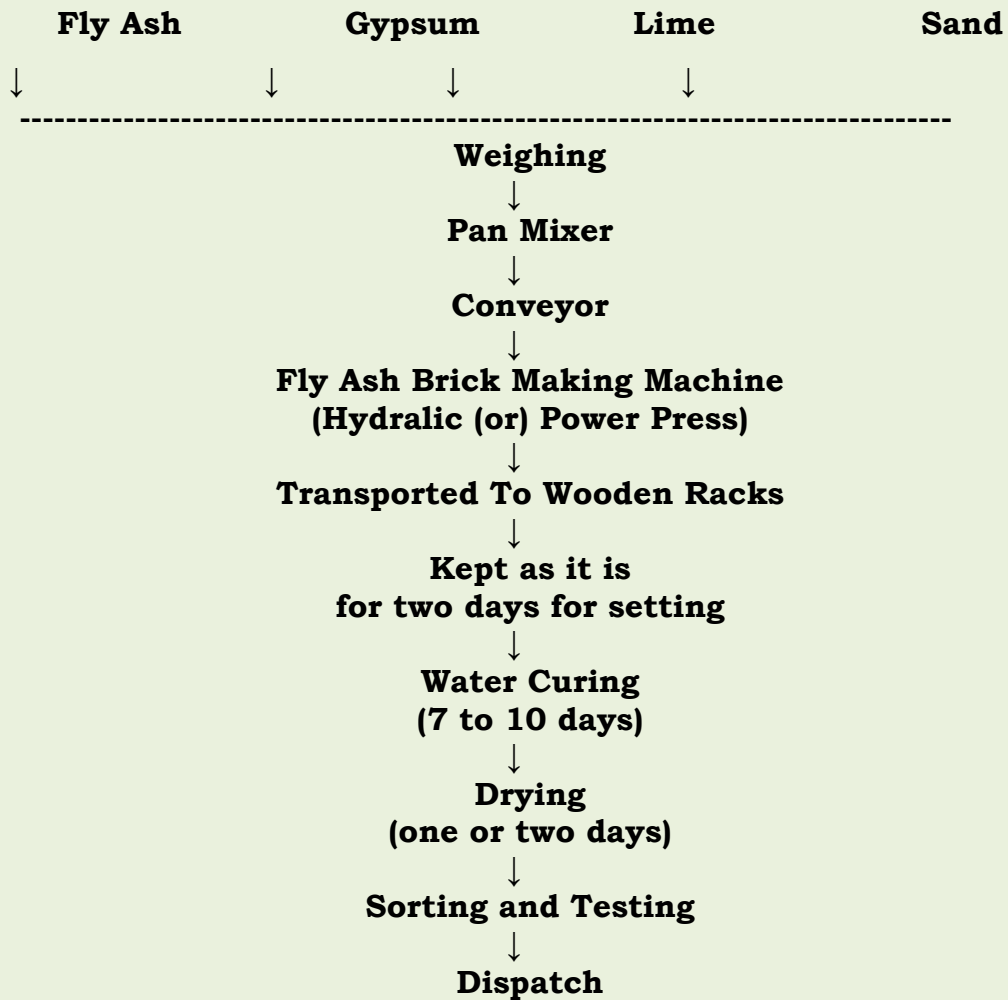 Fly Ash Gypsum Lime Sand
↓ ↓ ↓ ↓
--------------------------------------------------------------------------------
Weighing
↓
Pan Mixer
↓
Conveyor
↓
Fly Ash Brick Making Machine
(Hydralic (or) Power Press)
↓
Transported To Wooden Racks
↓
Kept as it is
for two days for setting
↓
Water Curing
(7 to 10 days)
↓
Drying
(one or two days)
↓
Sorting and Testing
↓
Dispatch